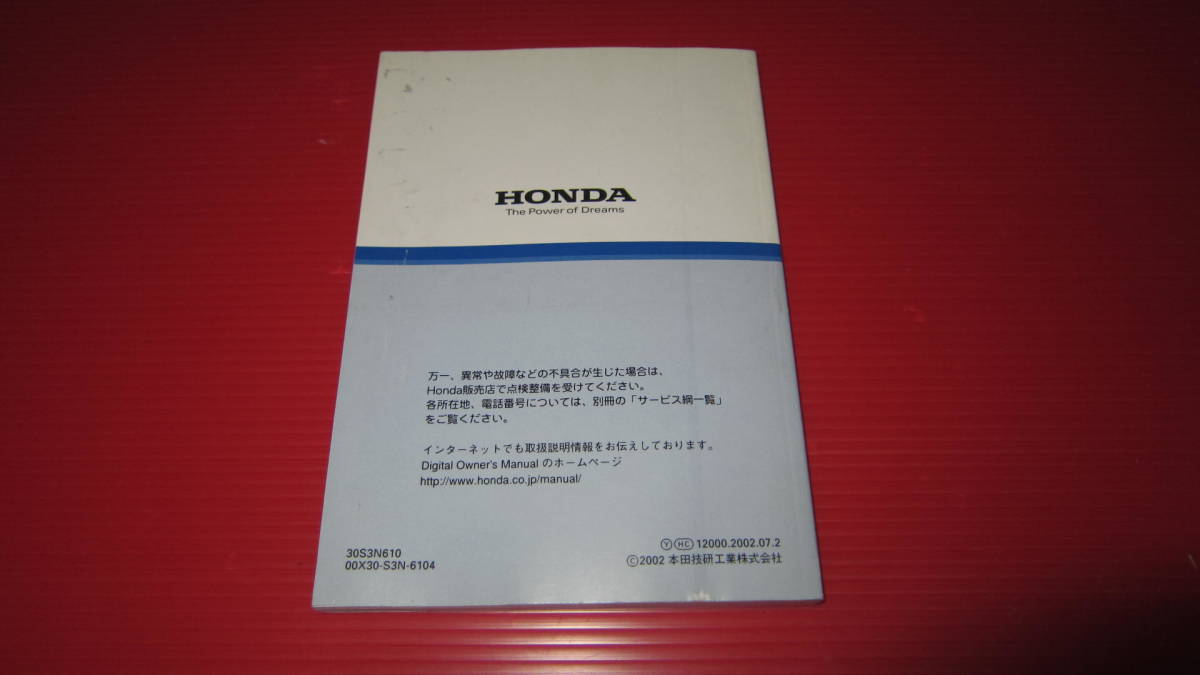 HONDA
The Power of Dreams
万一、異常や故障などの不具合が生じた場合は、
Honda販売店で点検整備を受けてください。
各所在地、電話番号については、別冊の「サービス網一覧」
をご覧ください。
インターネットでも取扱説明情報をお伝えしております。
Digital Owner's Manual のホームページ
http://www.honda.co.jp/manual/
30S3N610
00X30-S3N-6104
Ⓨ HC 12000.2002.07.2
©2002 本田技研工業株式会社